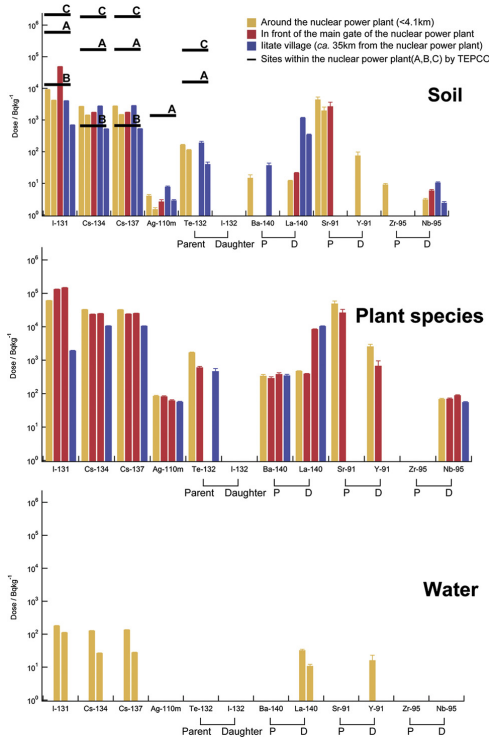 Around the nuclear power plant (<4.1km)
In front of the main gate of the nuclear power plant
Iitate village (ca. 35km from the nuclear power plant)
Sites within the nuclear power plant(A,B,C) by TEPCO
Soil
Dose / Bqkg⁻¹
10⁶
10⁵
10⁴
10³
10²
10¹
10⁰
C
A
B
C
A
B
C
A
B
A
C
A
I-131 Cs-134 Cs-137 Ag-110m Te-132 I-132 Ba-140 La-140 Sr-91 Y-91 Zr-95 Nb-95
Parent Daughter P D P D P D
Plant species
Dose / Bqkg⁻¹
10⁶
10⁵
10⁴
10³
10²
10¹
10⁰
I-131 Cs-134 Cs-137 Ag-110m Te-132 I-132 Ba-140 La-140 Sr-91 Y-91 Zr-95 Nb-95
Parent Daughter P D P D P D
Water
Dose / Bqkg⁻¹
10⁶
10⁵
10⁴
10³
10²
10¹
10⁰
I-131 Cs-134 Cs-137 Ag-110m Te-132 I-132 Ba-140 La-140 Sr-91 Y-91 Zr-95 Nb-95
Parent Daughter P D P D P D